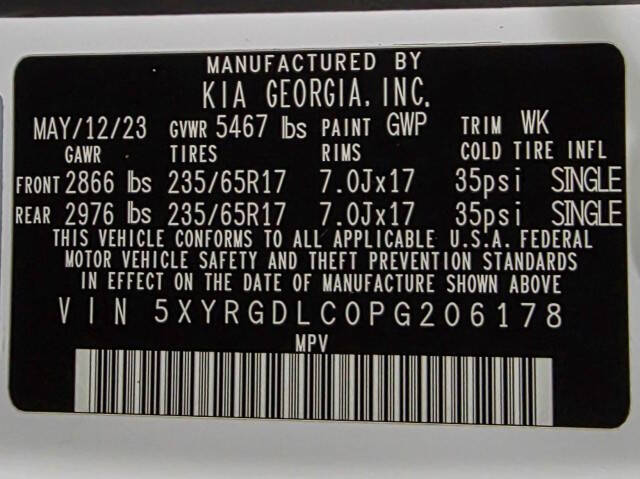 MANUFACTURED BY
KIA GEORGIA, INC.
MAY/12/23 GVWR 5467 lbs PAINT GWP TRIM WK
GAWR TIRES RIMS COLD TIRE INFL
FRONT 2866 lbs 235/65R17 7.0Jx17 35psi SINGLE
REAR 2976 lbs 235/65R17 7.0Jx17 35psi SINGLE
THIS VEHICLE CONFORMS TO ALL APPLICABLE U.S.A. FEDERAL
MOTOR VEHICLE SAFETY AND THEFT PREVENTION STANDARDS
IN EFFECT ON THE DATE OF MANUFACTURE SHOWN ABOVE
VIN 5XYRGDLC0PG206178
MPV